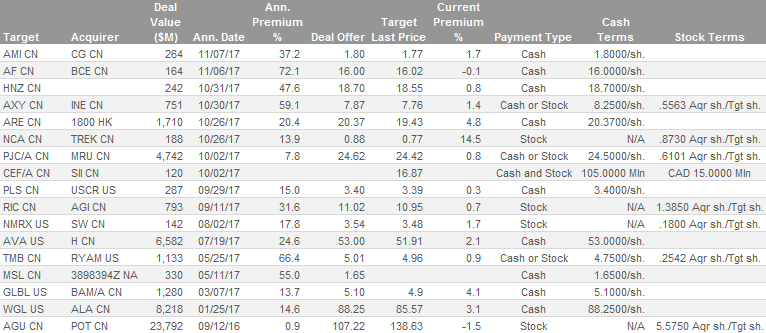 Deal Ann. Target Current
Value Premium Premium Cash
Target Acquirer ($M) Ann. Date % Deal Offer Last Price % Payment Type Terms Stock Terms
AMI CN CG CN 264 11/07/17 37.2 1.80 1.77 1.7 Cash 1.8000/sh.
AF CN BCE CN 164 11/06/17 72.1 16.00 16.02 -0.1 Cash 16.0000/sh.
HNZ CN 242 10/31/17 47.6 18.70 18.55 0.8 Cash 18.7000/sh.
AXY CN INE CN 751 10/30/17 59.1 7.87 7.76 1.4 Cash or Stock 8.2500/sh. .5563 Aqr sh./Tgt sh.
ARE CN 1800 HK 1,710 10/26/17 20.4 20.37 19.43 4.8 Cash 20.3700/sh.
NCA CN TREK CN 188 10/26/17 13.9 0.88 0.77 14.5 Stock N/A .8730 Aqr sh./Tgt sh.
PJC/A CN MRU CN 4,742 10/02/17 7.8 24.62 24.42 0.8 Cash or Stock 24.5000/sh. .6101 Aqr sh./Tgt sh.
CEF/A CN SII CN 120 10/02/17 16.87 Cash and Stock 105.0000 Mln CAD 15.0000 Mln
PLS CN USCR US 287 09/29/17 15.0 3.40 3.39 0.3 Cash 3.4000/sh.
RIC CN AGI CN 793 09/11/17 31.6 11.02 10.95 0.7 Stock N/A 1.3850 Aqr sh./Tgt sh.
NMRX US SW CN 142 08/02/17 17.8 3.54 3.48 1.7 Stock N/A .1800 Aqr sh./Tgt sh.
AVA US H CN 6,582 07/19/17 24.6 53.00 51.91 2.1 Cash 53.0000/sh.
TMB CN RYAM US 1,133 05/25/17 66.4 5.01 4.96 0.9 Cash or Stock 4.7500/sh. .2542 Aqr sh./Tgt sh.
MSL CN 3898394Z NA 330 05/11/17 55.0 1.65 Cash 1.6500/sh.
GLBL US BAM/A CN 1,280 03/07/17 13.7 5.10 4.9 4.1 Cash 5.1000/sh.
WGL US ALA CN 8,218 01/25/17 14.6 88.25 85.57 3.1 Cash 88.2500/sh.
AGU CN POT CN 23,792 09/12/16 0.9 107.22 138.63 -1.5 Stock N/A 5.5750 Aqr sh./Tgt sh.